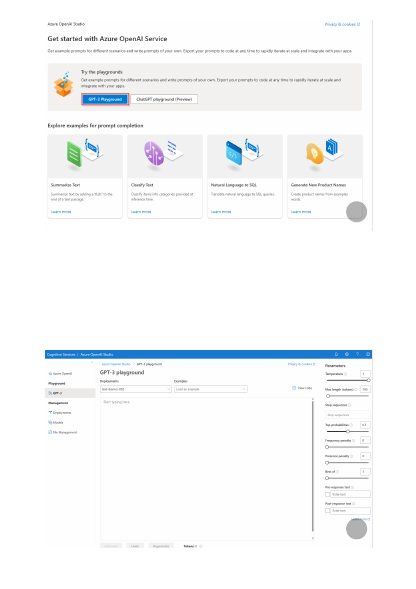 Azure OpenAI Studio
Privacy & cookies
Get started with Azure OpenAI Service
Get example prompts for different scenarios and write prompts of your own. Export your prompts to code at any time to rapidly iterate at scale and integrate with your apps.
Try the playgrounds
Get example prompts for different scenarios and write prompts of your own. Export your prompts to code at any time to rapidly iterate at scale and
integrate with your apps.
GPT-3 Playground
ChatGPT playground (Preview)
Explore examples for prompt completion
Summarize Text
Summarize text by adding a 'tl;dr:' to the
end of a text passage.
Learn more
Classify Text
Classify items into categories provided at
inference time.
Learn more
Natural Language to SQL
Translate natural language to SQL queries.
Learn more
Generate New Product Names
Create product names from examples
words.
Learn more
Cognitive Services | Azure OpenAI Studio
Azure OpenAI
Playground
GPT-3
Management
Deployments
Models
File Management
Azure OpenAI Studio > GPT-3 playground
Privacy & cookies
GPT-3 playground
Deployments
Examples
Load an example
View code
Start typing here
Tokens:
Parameters
Temperature
1
Max length (tokens)
100
Stop sequences
Stop sequences
Top probabilities
0.5
Frequency penalty
0
Presence penalty
0
Best of
1
Pre-response text
Enter text
Post-response text
Enter text